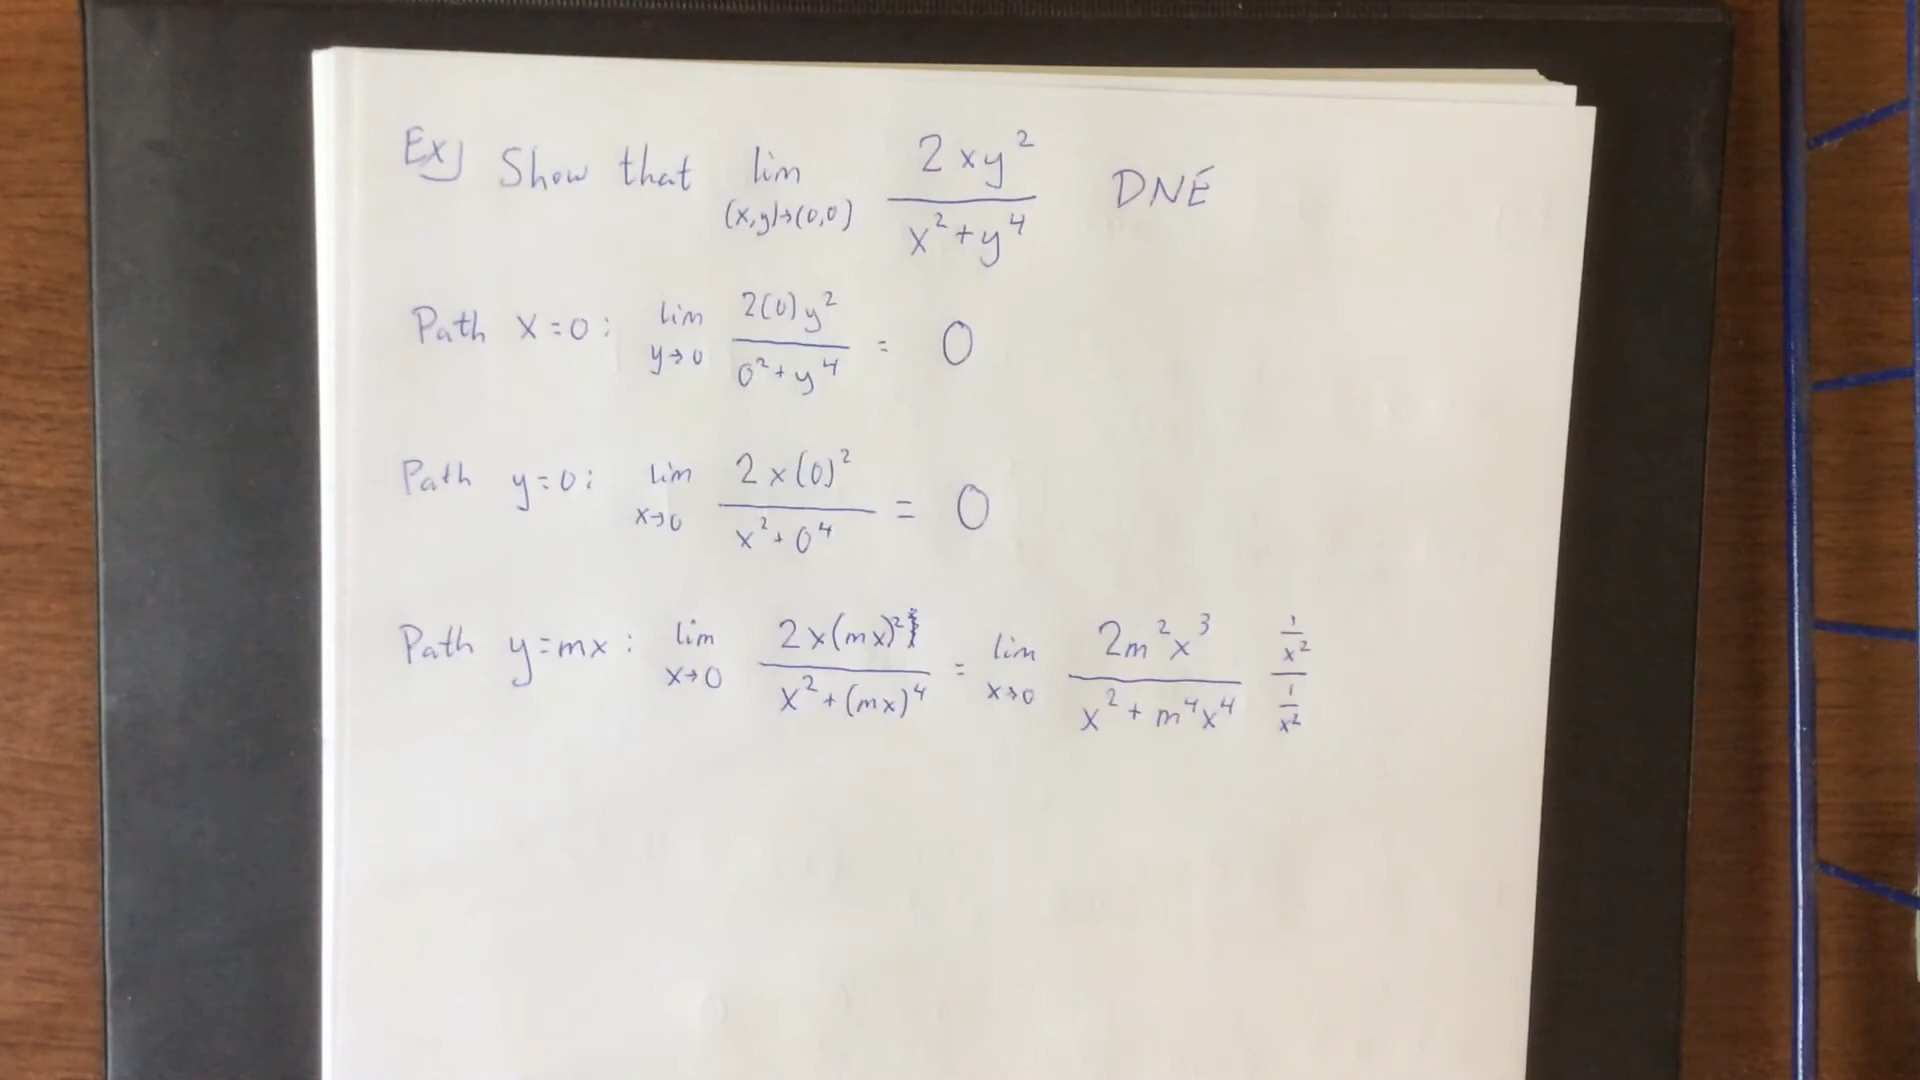 Ex) Show that lim (x,y)→(0,0) 2xy² / x²+y⁴ DNE
Path x=0: lim y→0 2(0)y² / 0²+y⁴ = 0
Path y=0: lim x→0 2x(0)² / x²+0⁴ = 0
Path y=mx: lim x→0 2x(mx)² / x²+(mx)⁴ = lim x→0 2m²x³ / x²+m⁴x⁴ 1/x² / 1/x²